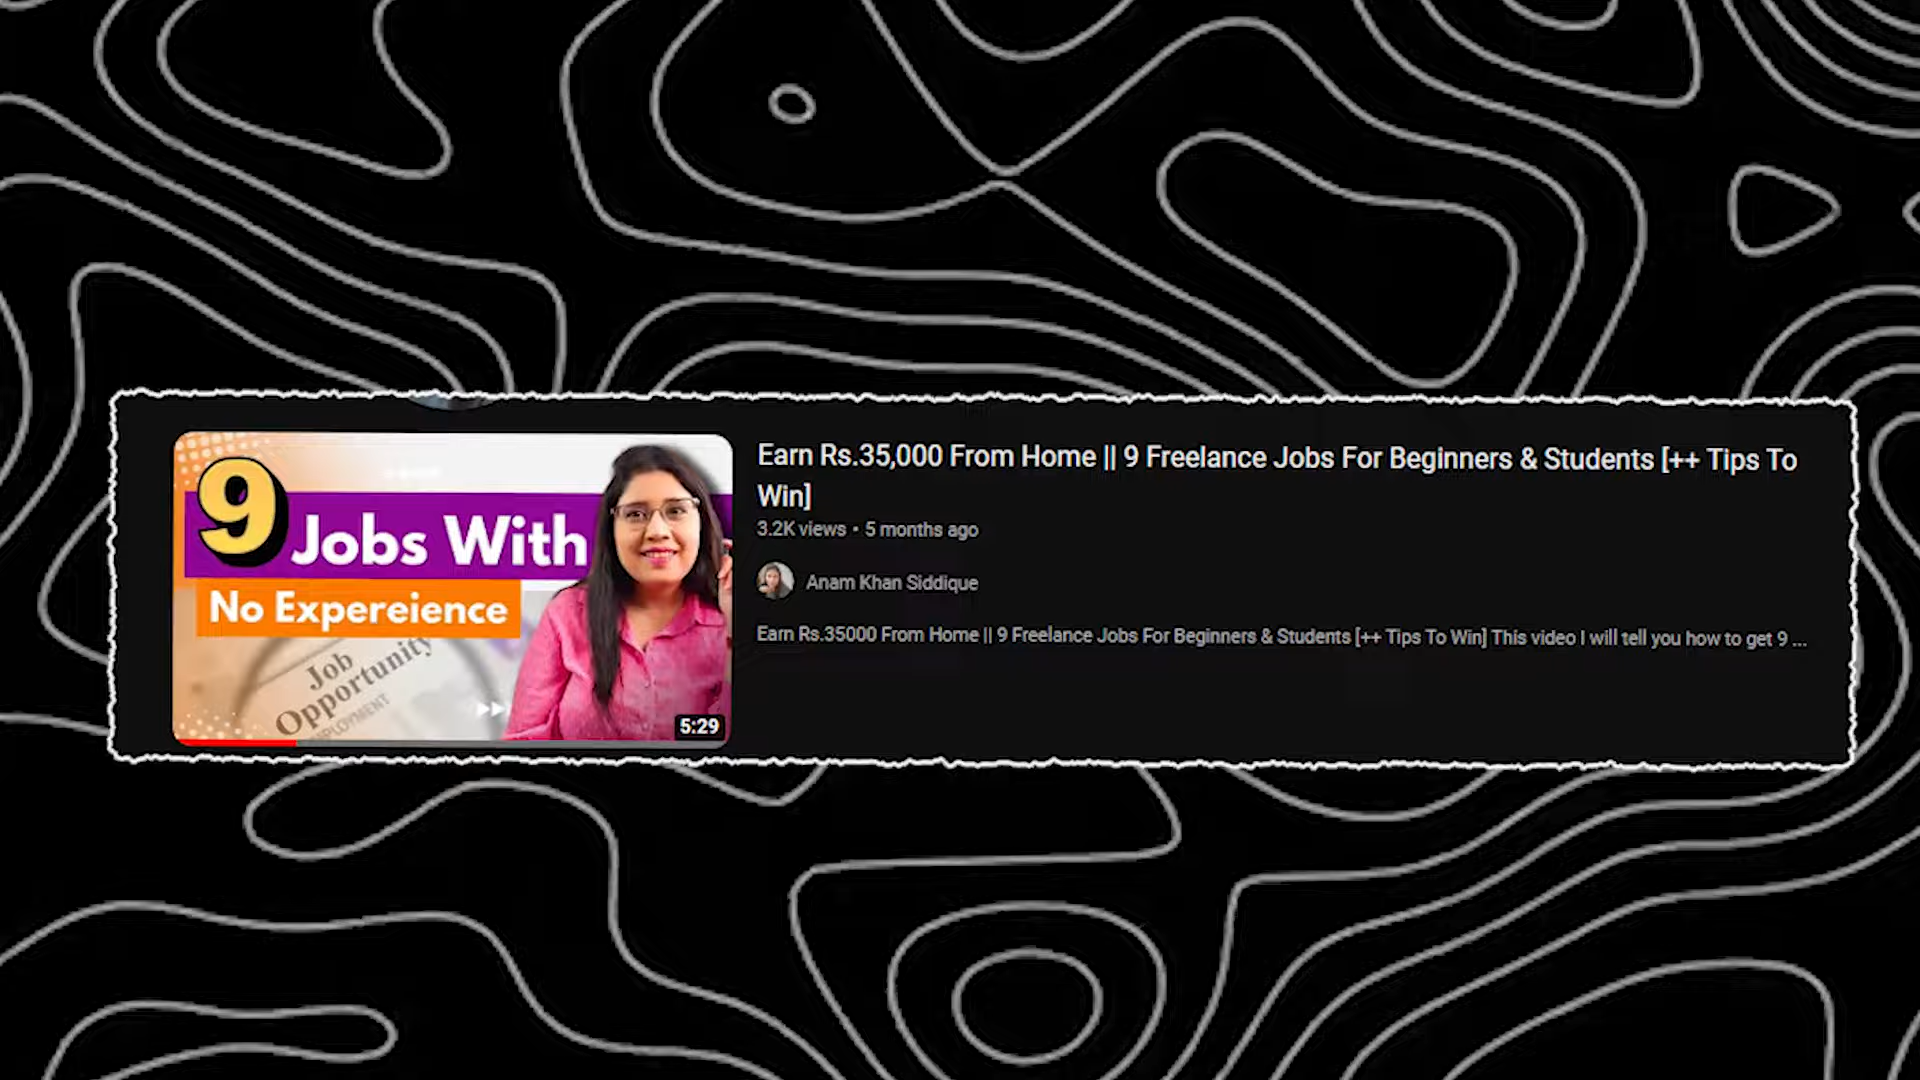 9
Jobs With
No Expereience
Job
Opportunity
5:29
Earn Rs.35,000 From Home || 9 Freelance Jobs For Beginners & Students [++ Tips To
Win]
3.2K views • 5 months ago
Anam Khan Siddique
Earn Rs.35000 From Home || 9 Freelance Jobs For Beginners & Students [++ Tips To Win] This video I will tell you how to get 9 ...